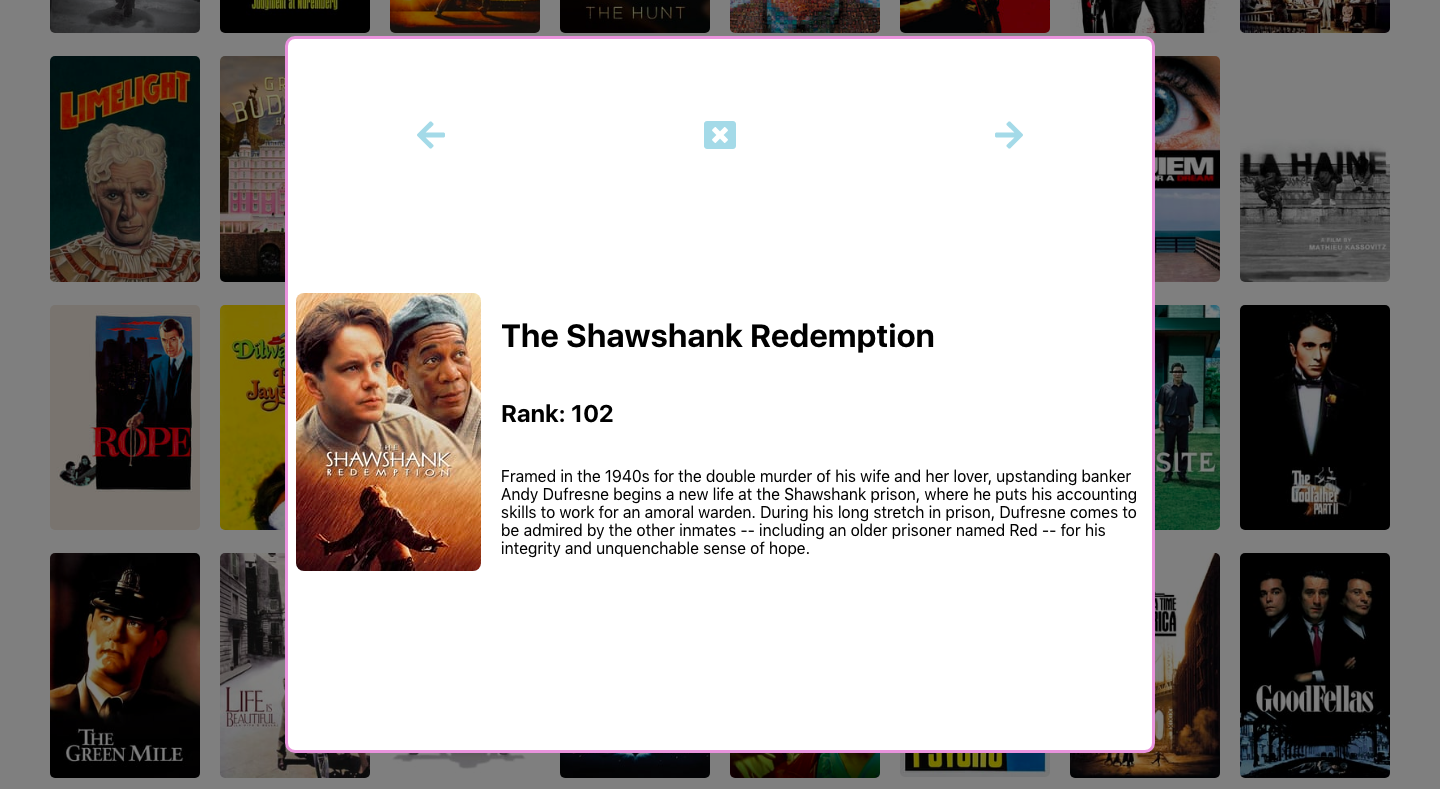 Judgment at Nuremberg
THE HUNT
LIMELIGHT
LA HAINE
A FILM BY
MATHIEU KASSOVITZ
The Shawshank Redemption
Rank: 102
Framed in the 1940s for the double murder of his wife and her lover, upstanding banker
Andy Dufresne begins a new life at the Shawshank prison, where he puts his accounting
skills to work for an amoral warden. During his long stretch in prison, Dufresne comes to
be admired by the other inmates -- including an older prisoner named Red -- for his
integrity and unquenchable sense of hope.
THE
SHAWSHANK
REDEMPTION
ROPE
SITE
The
Godfather
PART II
THE
GREEN MILE
LIFE IS
BEAUTIFUL
A TIME
GoodFellas